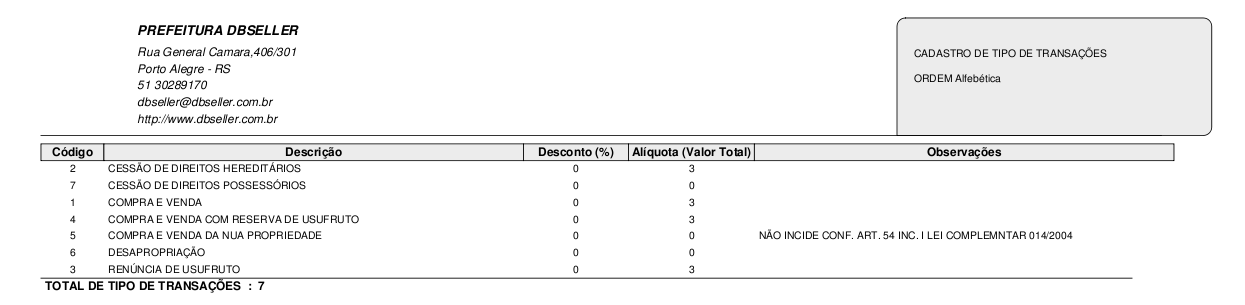 PREFEITURA DBSELLER
Rua General Camara,406/301
Porto Alegre - RS
51 30289170
dbseller@dbseller.com.br
http://www.dbseller.com.br
CADASTRO DE TIPO DE TRANSAÇÕES
ORDEM Alfebética
Código Descrição Desconto (%) Alíquota (Valor Total) Observações
2 CESSÃO DE DIREITOS HEREDITÁRIOS 0 3
7 CESSÃO DE DIREITOS POSSESSÓRIOS 0 0
1 COMPRA E VENDA 0 3
4 COMPRA E VENDA COM RESERVA DE USUFRUTO 0 3
5 COMPRA E VENDA DA NUA PROPRIEDADE 0 0 NÃO INCIDE CONF. ART. 54 INC. I LEI COMPLEMNTAR 014/2004
6 DESAPROPRIAÇÃO 0 0
3 RENÚNCIA DE USUFRUTO 0 3
TOTAL DE TIPO DE TRANSAÇÕES : 7